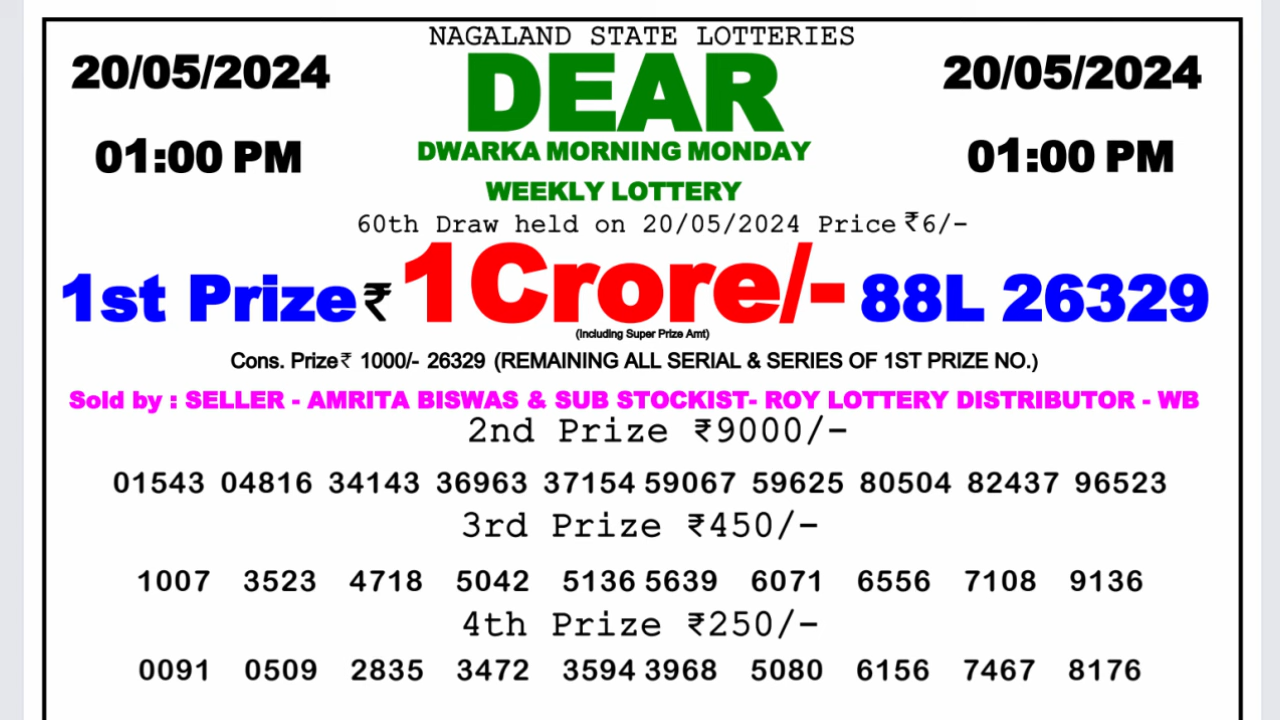 NAGALAND STATE LOTTERIES
20/05/2024 DEAR 20/05/2024
01:00 PM DWARKA MORNING MONDAY 01:00 PM
WEEKLY LOTTERY
60th Draw held on 20/05/2024 Price ₹6/-
1st Prize ₹ 1Crore/- 88L 26329
(Including Super Prize Amt)
Cons. Prize ₹ 1000/- 26329 (REMAINING ALL SERIAL & SERIES OF 1ST PRIZE NO.)
Sold by : SELLER - AMRITA BISWAS & SUB STOCKIST- ROY LOTTERY DISTRIBUTOR - WB
2nd Prize ₹9000/-
01543 04816 34143 36963 37154 59067 59625 80504 82437 96523
3rd Prize ₹450/-
1007 3523 4718 5042 5136 5639 6071 6556 7108 9136
4th Prize ₹250/-
0091 0509 2835 3472 3594 3968 5080 6156 7467 8176